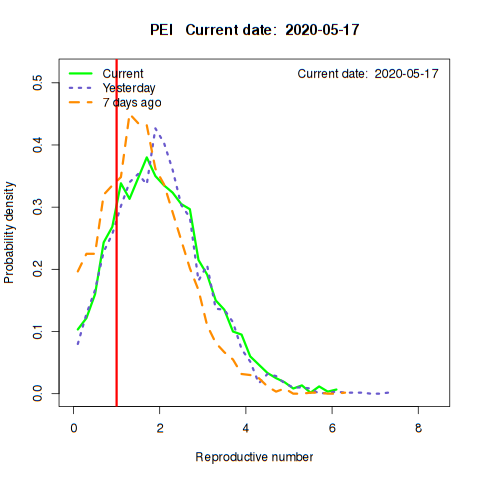 PEI   Current date:  2020-05-17
Current date:  2020-05-17
Current
Yesterday
7 days ago
Probability density
0.5
0.4
0.3
0.2
0.1
0.0
0 2 4 6 8
Reproductive number